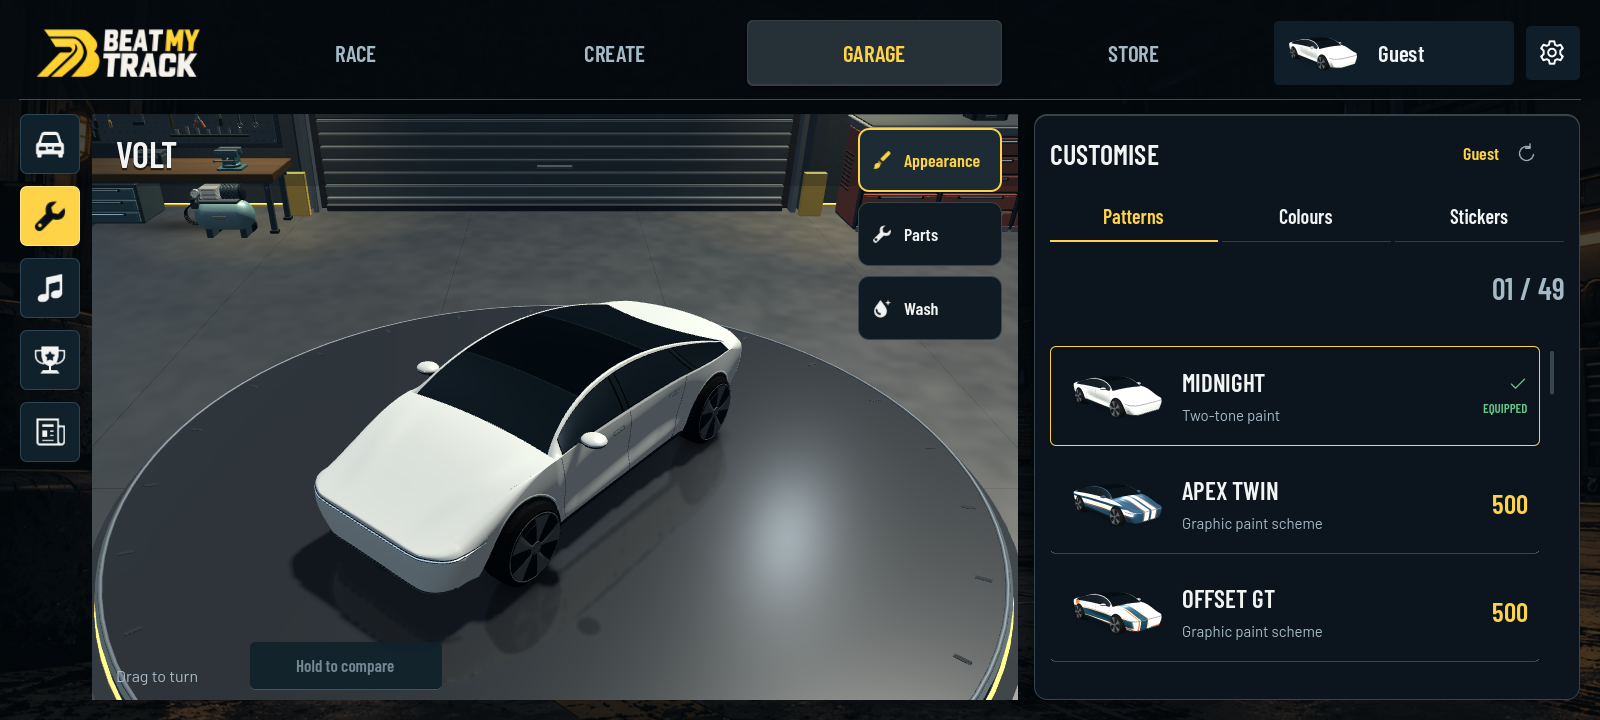 BEATMY
TRACK
RACE
CREATE
GARAGE
STORE
Guest
VOLT
Appearance
Parts
Wash
Drag to turn
Hold to compare
CUSTOMISE
Guest
Patterns
Colours
Stickers
01 / 49
MIDNIGHT
Two-tone paint
EQUIPPED
APEX TWIN
Graphic paint scheme
500
OFFSET GT
Graphic paint scheme
500